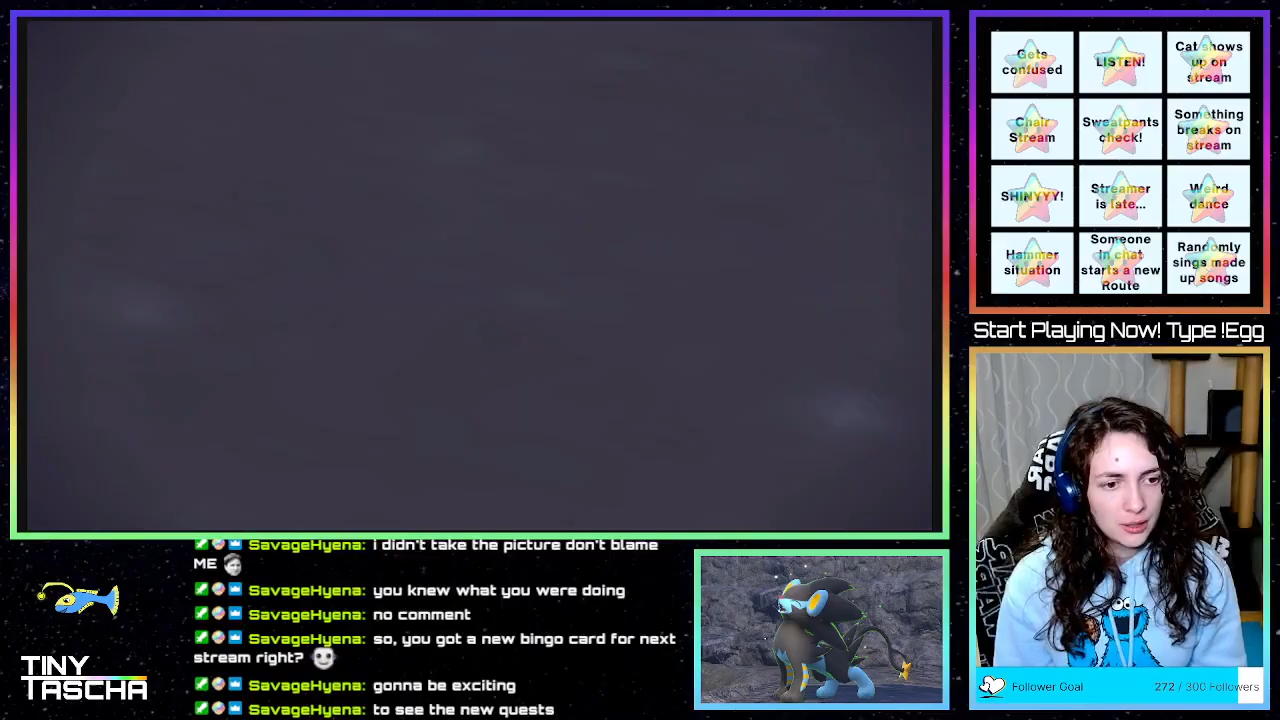 Gets
confused
LISTEN!
Cat shows
up on
stream
Chair
Stream
Sweatpants
check!
Something
breaks on
stream
SHINYYY!
Streamer
is late...
Weird
dance
Hammer
situation
Someone
in chat
starts a new
Route
Randomly
sings made
up songs
Start Playing Now! Type !Egg
SavageHyena: i didn't take the picture don't blame
ME
SavageHyena: you knew what you were doing
SavageHyena: no comment
SavageHyena: so, you got a new bingo card for next
stream right?
SavageHyena: gonna be exciting
SavageHyena: to see the new quests
TINY
TASCHA
Follower Goal
272 / 300 Followers